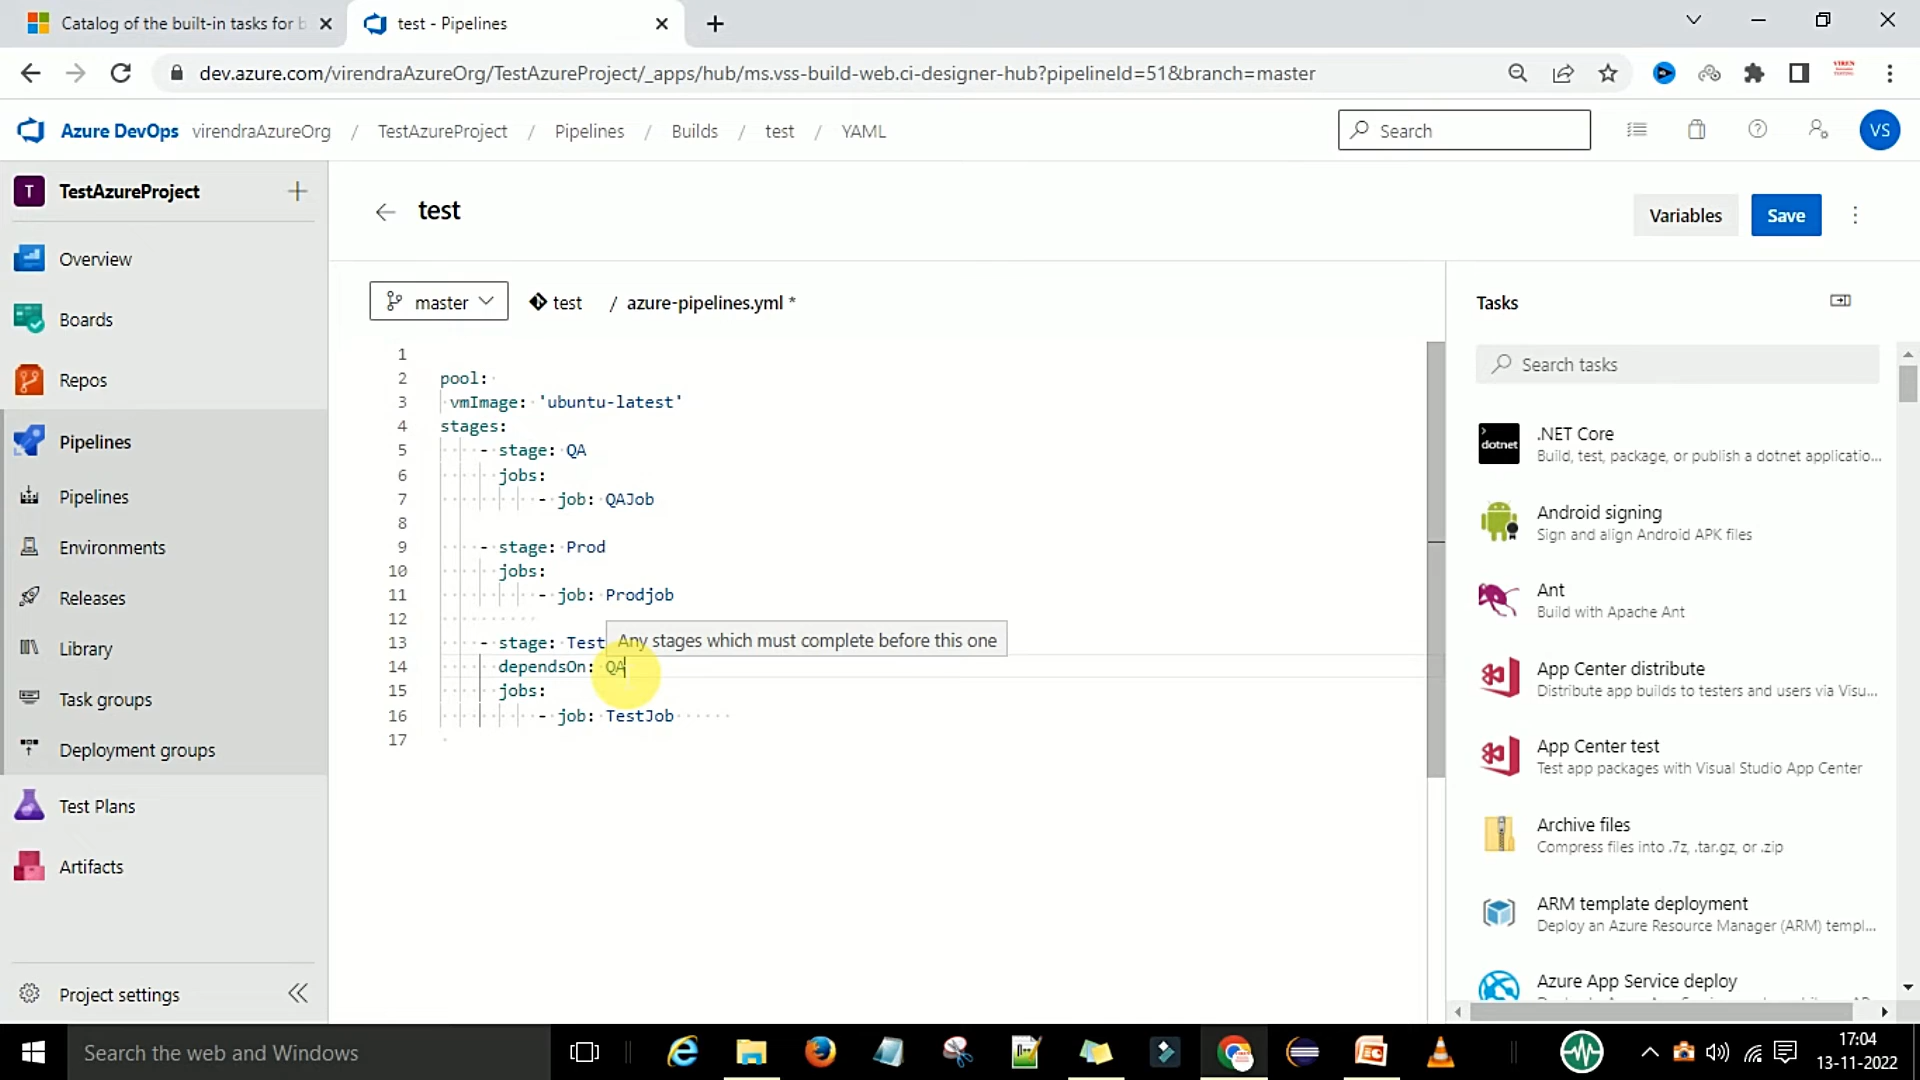 Catalog of the built-in tasks for b
test - Pipelines
dev.azure.com/virendraAzureOrg/TestAzureProject/_apps/hub/ms.vss-build-web.ci-designer-hub?pipelineId=51&branch=master
Azure DevOps virendraAzureOrg / TestAzureProject / Pipelines / Builds / test / YAML
Search
VS
T TestAzureProject
Overview
Boards
Repos
Pipelines
Pipelines
Environments
Releases
Library
Task groups
Deployment groups
Test Plans
Artifacts
Project settings
test
Variables
Save
master
test / azure-pipelines.yml *
1
2 pool:
3 vmImage: 'ubuntu-latest'
4 stages:
5 - stage: QA
6 jobs:
7 - job: QAJob
8
9 - stage: Prod
10 jobs:
11 - job: Prodjob
12
13 - stage: Test
Any stages which must complete before this one
14 dependsOn: QA
15 jobs:
16 - job: TestJob
17
Tasks
Search tasks
dotnet
.NET Core
Build, test, package, or publish a dotnet applicatio...
Android signing
Sign and align Android APK files
Ant
Build with Apache Ant
App Center distribute
Distribute app builds to testers and users via Visu...
App Center test
Test app packages with Visual Studio App Center
Archive files
Compress files into .7z, .tar.gz, or .zip
ARM template deployment
Deploy an Azure Resource Manager (ARM) templ...
Azure App Service deploy
Search the web and Windows
17:04
13-11-2022